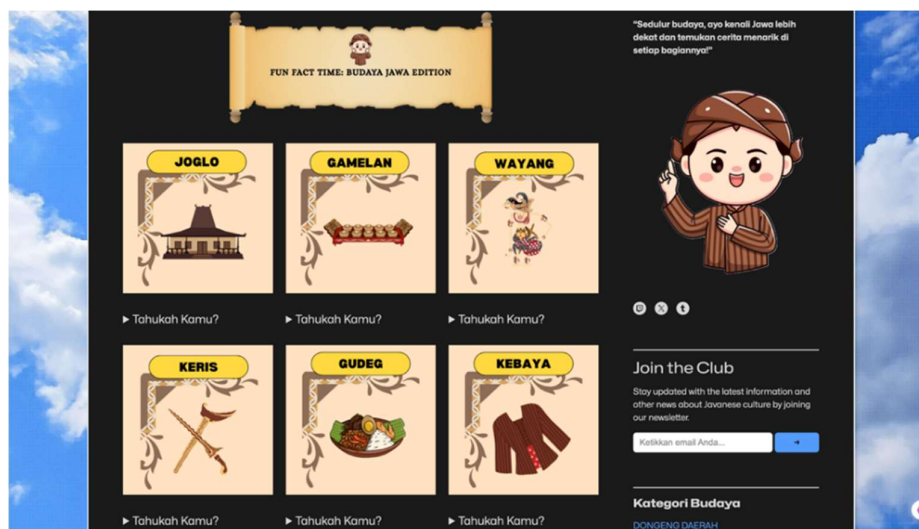 FUN FACT TIME: BUDAYA JAWA EDITION
JOGLO
GAMELAN
WAYANG
▶ Tahukah Kamu?
▶ Tahukah Kamu?
▶ Tahukah Kamu?
KERIS
GUDEG
KEBAYA
▶ Tahukah Kamu?
▶ Tahukah Kamu?
▶ Tahukah Kamu?
"Sedulur budaya, ayo kenali Jawa lebih
dekat dan temukan cerita menarik di
setiap bagiannya!"
Join the Club
Stay updated with the latest information and
other news about Javanese culture by joining
our newsletter.
Ketikkan email Anda...
Kategori Budaya
DONGENG DAERAH